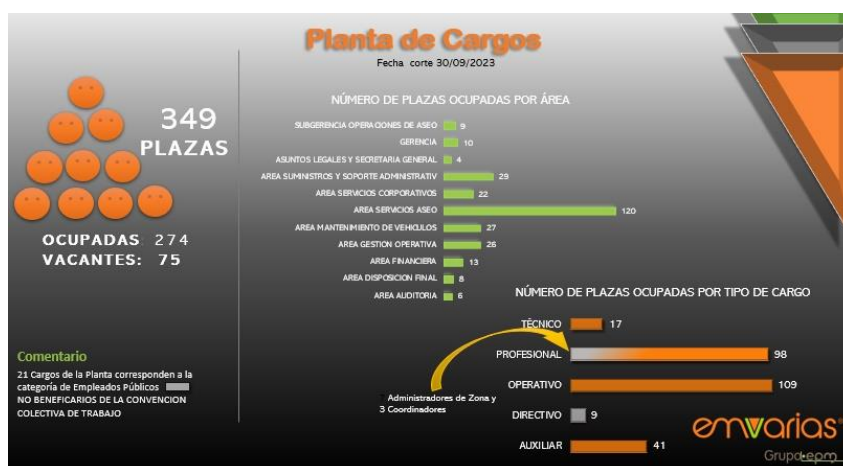 Planta de Cargos
Fecha corte 30/09/2023
349
PLAZAS
OCUPADAS: 274
VACANTES: 75
Comentario
21 Cargos de la Planta corresponden a la
categoría de Empleados Públicos
NO BENEFICARIOS DE LA CONVENCION
COLECTIVA DE TRABAJO
NÚMERO DE PLAZAS OCUPADAS POR ÁREA
SUBGERENCIA OPERACIONES DE ASEO 9
GERENCIA 10
ASUNTOS LEGALES Y SECRETARIA GENERAL 4
AREA SUMINISTROS Y SOPORTE ADMINISTRATIV 29
AREA SERVICIOS CORPORATIVOS 22
AREA SERVICIOS ASEO 120
AREA MANTENIMIENTO DE VEHICULOS 27
AREA GESTION OPERATIVA 26
AREA FINANCIERA 13
AREA DISPOSICION FINAL 8
AREA AUDITORIA 6
NÚMERO DE PLAZAS OCUPADAS POR TIPO DE CARGO
TÉCNICO 17
PROFESIONAL 98
OPERATIVO 109
DIRECTIVO 9
AUXILIAR 41
Administradores de Zona y
3 Coordinadores
emvarias
Grupo epm